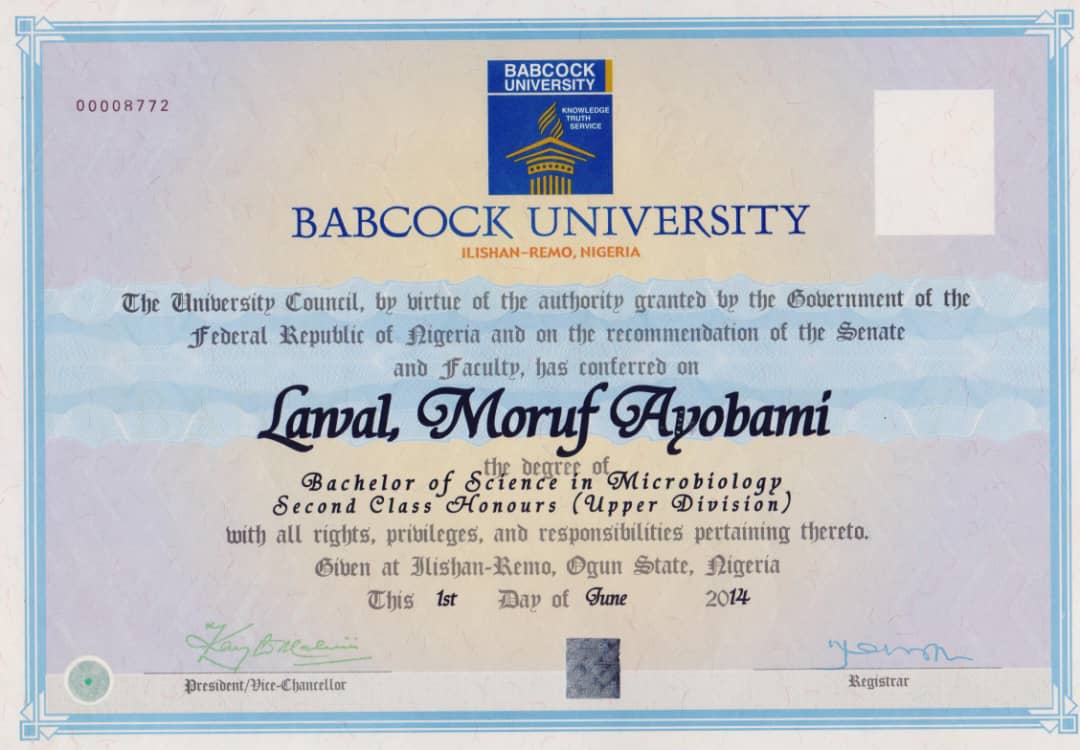 00008772
BABCOCK
UNIVERSITY
KNOWLEDGE
TRUTH
SERVICE
BABCOCK UNIVERSITY
ILISHAN-REMO, NIGERIA
The University Council, by virtue of the authority granted by the Government of the
Federal Republic of Nigeria and on the recommendation of the Senate
and Faculty, has conferred on
Lawal, Moruf Ayobami
the degree of
Bachelor of Science in Microbiology
Second Class Honours (Upper Division)
with all rights, privileges, and responsibilities pertaining thereto.
Given at Ilishan-Remo, Ogun State, Nigeria
This 1st Day of June 2014
President/Vice-Chancellor
Registrar